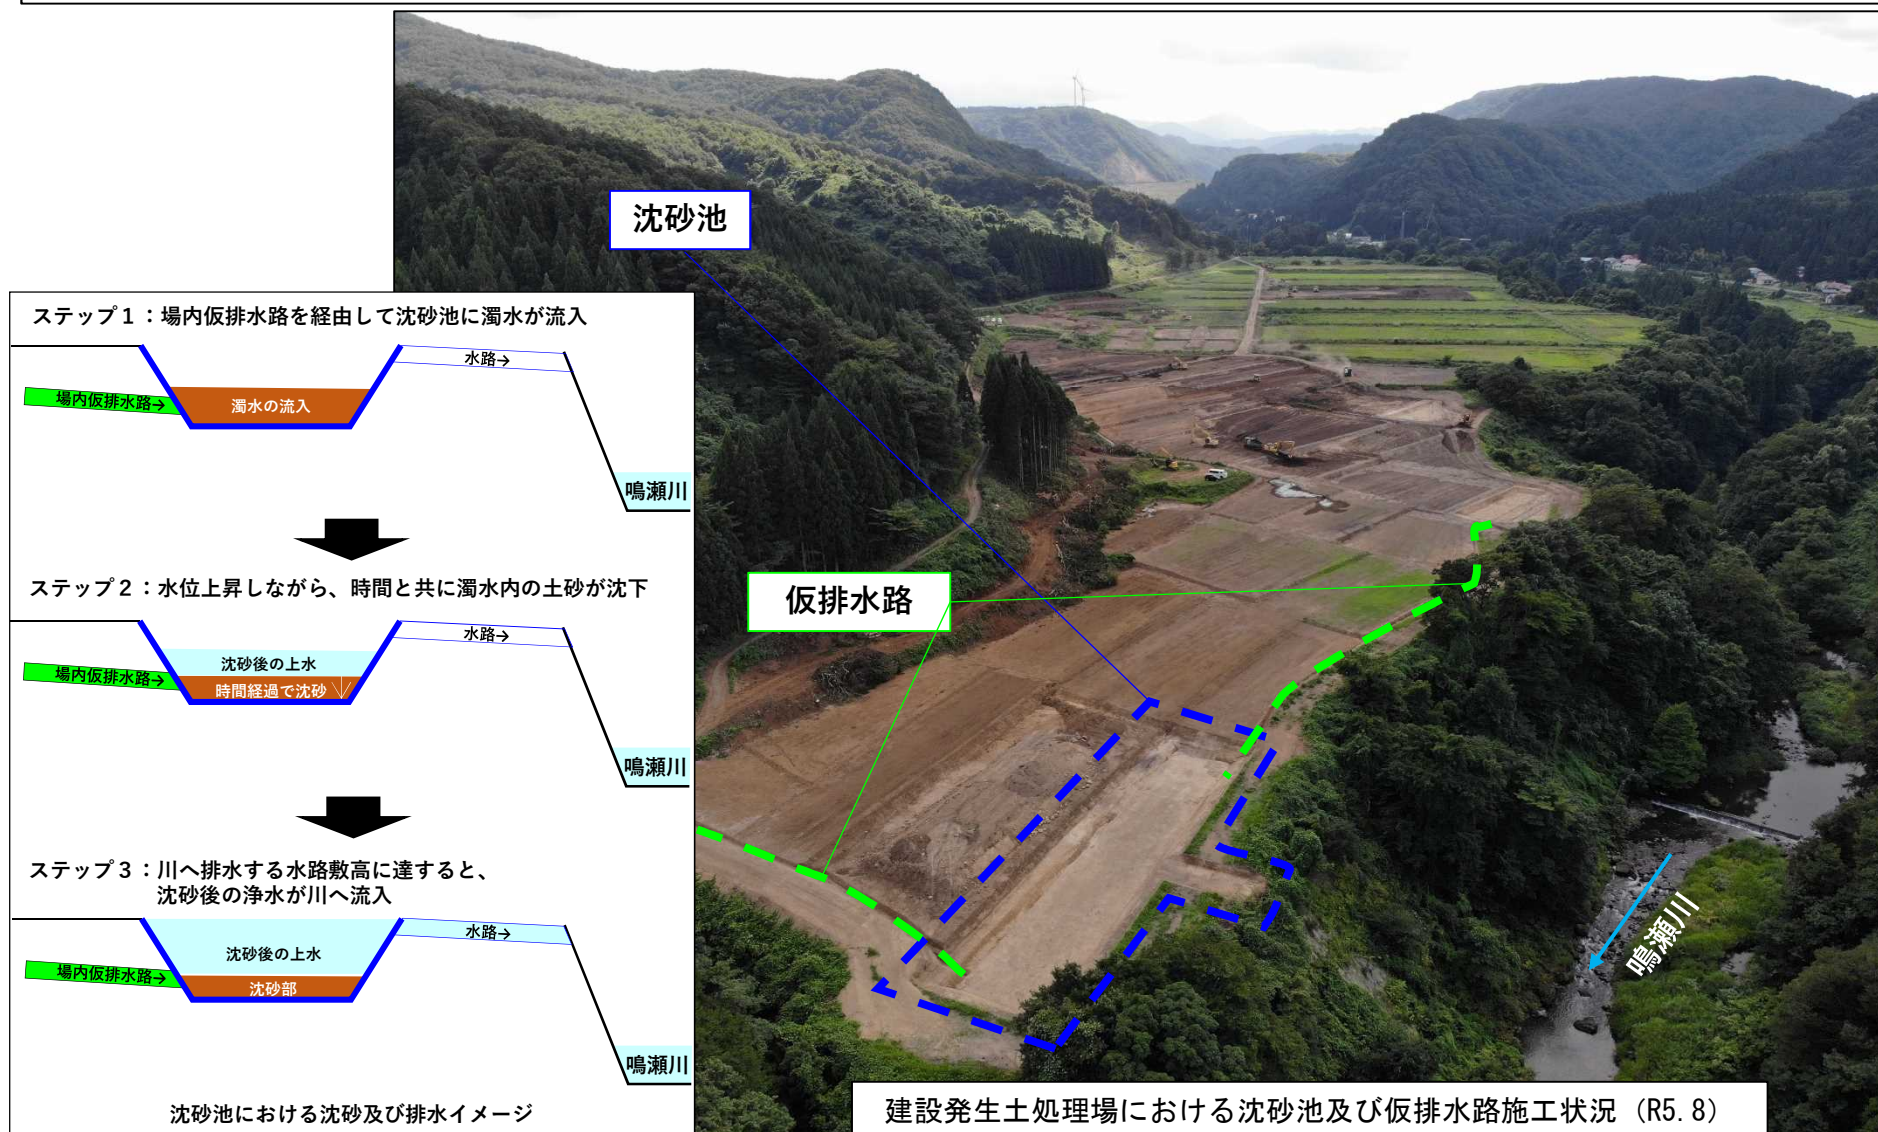 沈砂池
ステップ１：場内仮排水路を経由して沈砂池に濁水が流入
水路→
場内仮排水路→
濁水の流入
鳴瀬川
ステップ２：水位上昇しながら、時間と共に濁水内の土砂が沈下
水路→
沈砂後の上水
場内仮排水路→
時間経過で沈砂
鳴瀬川
ステップ３：川へ排水する水路敷高に達すると、
沈砂後の浄水が川へ流入
水路→
沈砂後の上水
場内仮排水路→
沈砂部
鳴瀬川
沈砂池における沈砂及び排水イメージ
仮排水路
鳴瀬川
建設発生土処理場における沈砂池及び仮排水路施工状況（R5.8）